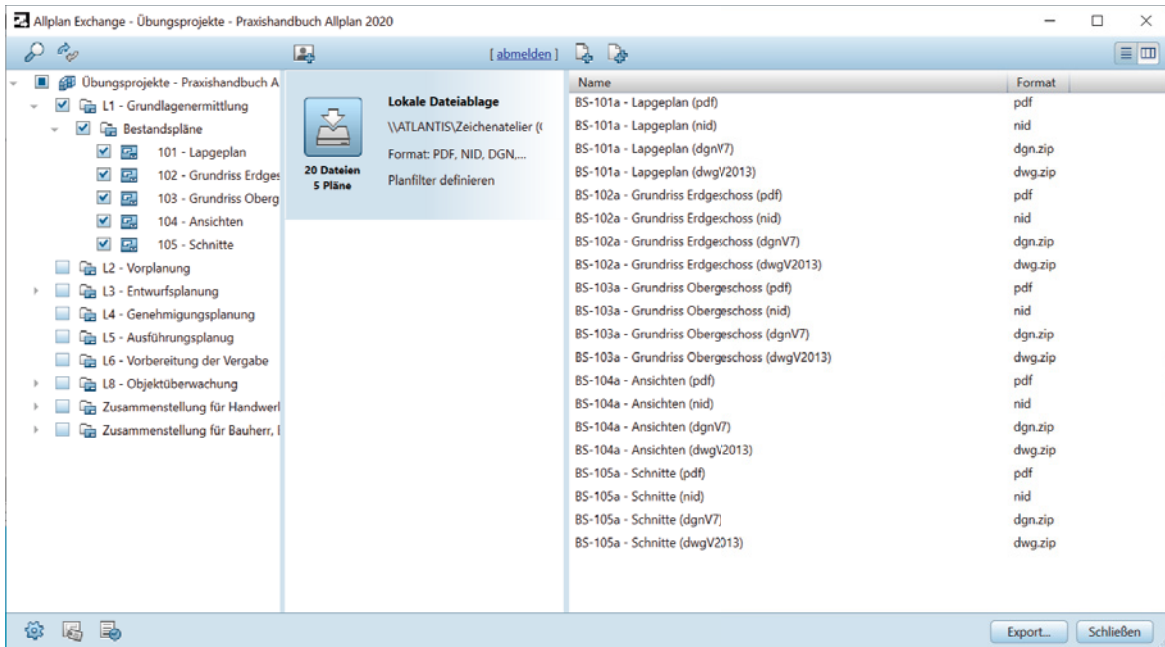 Allplan Exchange - Übungsprojekte - Praxishandbuch Allplan 2020
[ abmelden ]
Übungsprojekte - Praxishandbuch A
L1 - Grundlagenermittlung
Bestandspläne
101 - Lapgeplan
102 - Grundriss Erdges
103 - Grundriss Oberg
104 - Ansichten
105 - Schnitte
L2 - Vorplanung
L3 - Entwurfsplanung
L4 - Genehmigungsplanung
L5 - Ausführungsplanug
L6 - Vorbereitung der Vergabe
L8 - Objektüberwachung
Zusammenstellung für Handwerl
Zusammenstellung für Bauherr, l
20 Dateien
5 Pläne
Lokale Dateiablage
\\ATLANTIS\Zeichenatelier (
Format: PDF, NID, DGN,...
Planfilter definieren
Name Format
BS-101a - Lapgeplan (pdf) pdf
BS-101a - Lapgeplan (nid) nid
BS-101a - Lapgeplan (dgnV7) dgn.zip
BS-101a - Lapgeplan (dwgV2013) dwg.zip
BS-102a - Grundriss Erdgeschoss (pdf) pdf
BS-102a - Grundriss Erdgeschoss (nid) nid
BS-102a - Grundriss Erdgeschoss (dgnV7) dgn.zip
BS-102a - Grundriss Erdgeschoss (dwgV2013) dwg.zip
BS-103a - Grundriss Obergeschoss (pdf) pdf
BS-103a - Grundriss Obergeschoss (nid) nid
BS-103a - Grundriss Obergeschoss (dgnV7) dgn.zip
BS-103a - Grundriss Obergeschoss (dwgV2013) dwg.zip
BS-104a - Ansichten (pdf) pdf
BS-104a - Ansichten (nid) nid
BS-104a - Ansichten (dgnV7) dgn.zip
BS-104a - Ansichten (dwgV2013) dwg.zip
BS-105a - Schnitte (pdf) pdf
BS-105a - Schnitte (nid) nid
BS-105a - Schnitte (dgnV7) dgn.zip
BS-105a - Schnitte (dwgV2013) dwg.zip
Export... Schließen